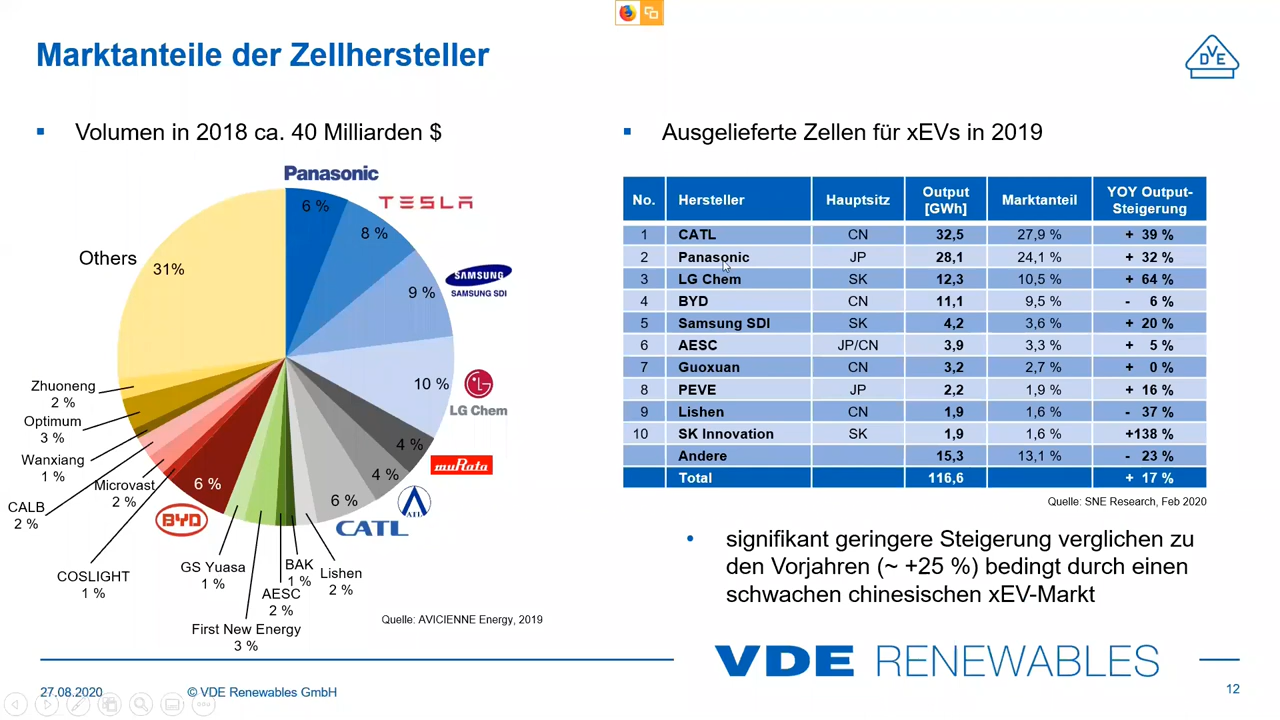 Marktanteile der Zellhersteller
VDE
▪ Volumen in 2018 ca. 40 Milliarden $
Panasonic
6 %
TESLA
8 %
SAMSUNG
SAMSUNG SDI
9 %
10 %
LG Chem
4 %
muRata
4 %
ATL
6 %
CATL
Lishen
2 %
BAK
1 %
AESC
2 %
First New Energy
3 %
GS Yuasa
1 %
6 %
BYD
COSLIGHT
1 %
Microvast
2 %
CALB
2 %
Wanxiang
1 %
Optimum
3 %
Zhuoneng
2 %
Others
31%
Quelle: AVICIENNE Energy, 2019
▪ Ausgelieferte Zellen für xEVs in 2019
No. Hersteller Hauptsitz Output [GWh] Marktanteil YOY Output-Steigerung
1 CATL CN 32,5 27,9 % + 39 %
2 Panasonic JP 28,1 24,1 % + 32 %
3 LG Chem SK 12,3 10,5 % + 64 %
4 BYD CN 11,1 9,5 % - 6 %
5 Samsung SDI SK 4,2 3,6 % + 20 %
6 AESC JP/CN 3,9 3,3 % + 5 %
7 Guoxuan CN 3,2 2,7 % + 0 %
8 PEVE JP 2,2 1,9 % + 16 %
9 Lishen CN 1,9 1,6 % - 37 %
10 SK Innovation SK 1,9 1,6 % +138 %
Andere 15,3 13,1 % - 23 %
Total 116,6 + 17 %
Quelle: SNE Research, Feb 2020
• signifikant geringere Steigerung verglichen zu
den Vorjahren (~ +25 %) bedingt durch einen
schwachen chinesischen xEV-Markt
VDE RENEWABLES
27.08.2020 © VDE Renewables GmbH
12